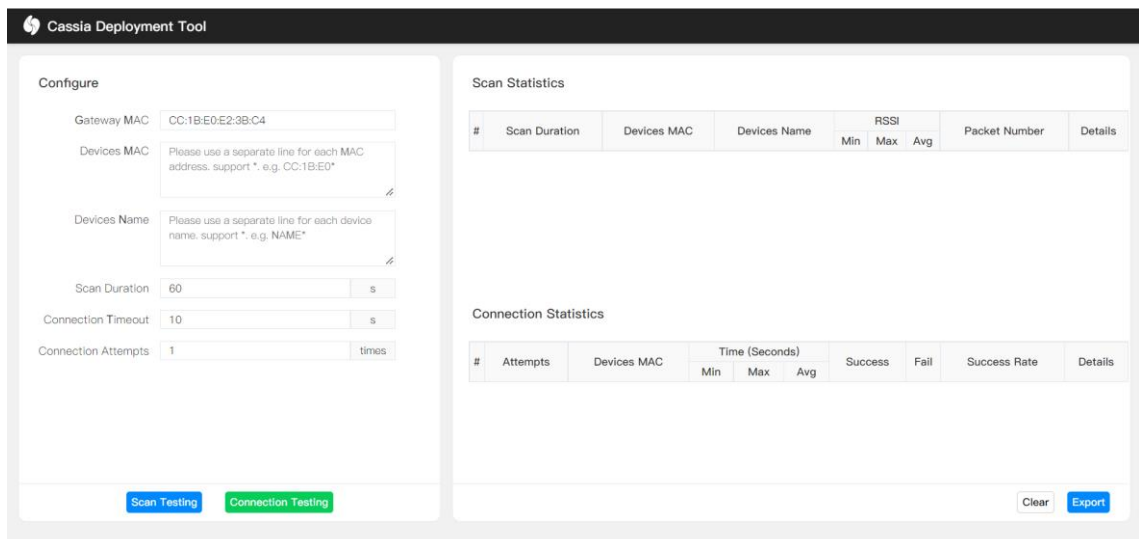 Cassia Deployment Tool
Configure
Gateway MAC CC:1B:E0:E2:3B:C4
Devices MAC Please use a separate line for each MAC
address. support *. e.g. CC:1B:E0*
Devices Name Please use a separate line for each device
name. support *. e.g. NAME*
Scan Duration 60 s
Connection Timeout 10 s
Connection Attempts 1 times
Scan Testing Connection Testing
Scan Statistics
# Scan Duration Devices MAC Devices Name RSSI Packet Number Details
Min Max Avg
Connection Statistics
# Attempts Devices MAC Time (Seconds) Success Fail Success Rate Details
Min Max Avg
Clear Export